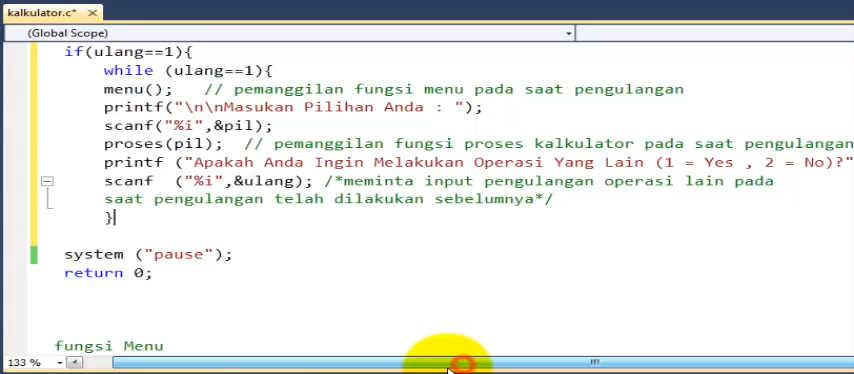 kalkulator.c*
(Global Scope)
if(ulang==1){
while (ulang==1){
menu();   // pemanggilan fungsi menu pada saat pengulangan
printf("\n\nMasukan Pilihan Anda : ");
scanf("%i",&pil);
proses(pil);  // pemanggilan fungsi proses kalkulator pada saat pengulangan
printf ("Apakah Anda Ingin Melakukan Operasi Yang Lain (1 = Yes , 2 = No)?"
scanf  ("%i",&ulang); /*meminta input pengulangan operasi lain pada
saat pengulangan telah dilakukan sebelumnya*/
}
system ("pause");
return 0;
fungsi Menu
133 %